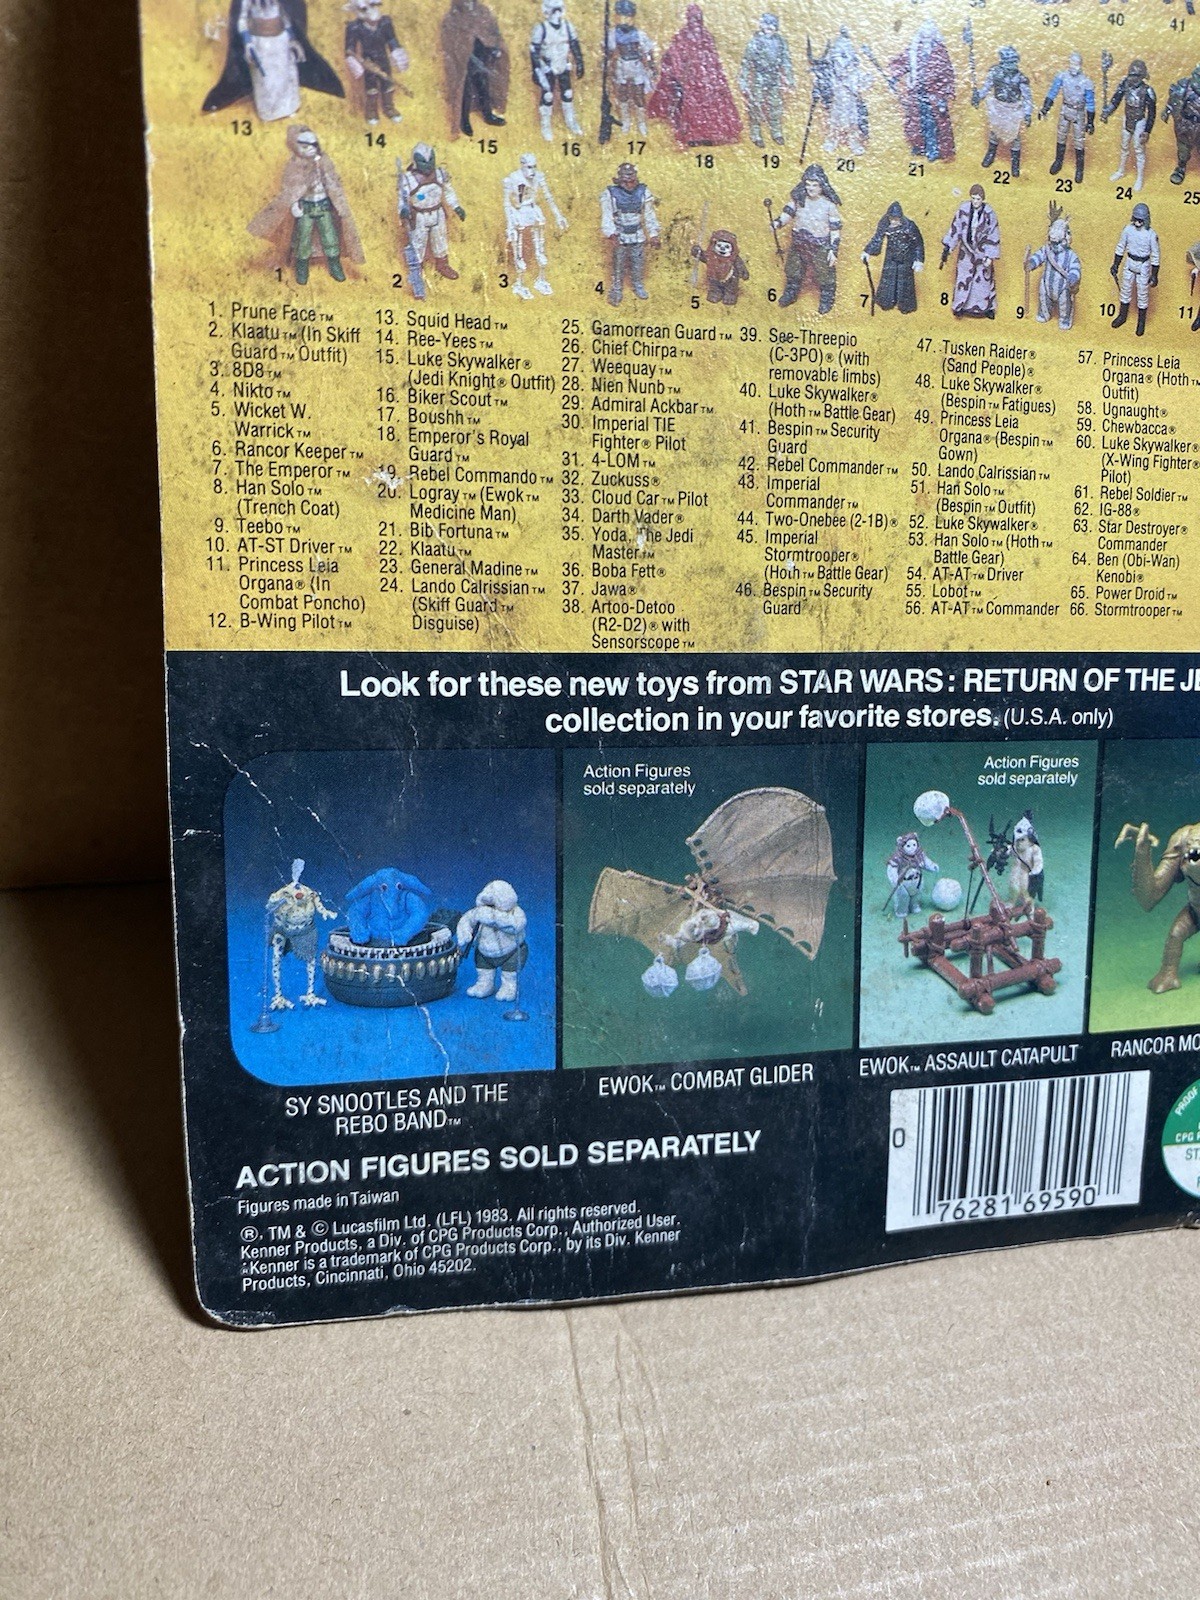 39 40 41
13 14 15 16 17 18 19 20 21 22 23 24 25
1 2 3 4 5 6 7 8 9 10 11
1. Prune Face™
2. Klaatu™ (In Skiff
Guard™ Outfit)
3. 8D8™
4. Nikto™
5. Wicket W.
Warrick™
6. Rancor Keeper™
7. The Emperor™
8. Han Solo™
(Trench Coat)
9. Teebo™
10. AT-ST Driver™
11. Princess Leia
Organa® (In
Combat Poncho)
12. B-Wing Pilot™
13. Squid Head™
14. Ree-Yees™
15. Luke Skywalker®
(Jedi Knight® Outfit)
16. Biker Scout™
17. Boushh™
18. Emperor's Royal
Guard™
19. Rebel Commando™
20. Logray™ (Ewok™
Medicine Man)
21. Bib Fortuna™
22. Klaatu™
23. General Madine™
24. Lando Calrissian™
(Skiff Guard™
Disguise)
25. Gamorrean Guard™
26. Chief Chirpa™
27. Weequay™
28. Nien Nunb™
29. Admiral Ackbar™
30. Imperial TIE
Fighter® Pilot
31. 4-LOM™
32. Zuckuss®
33. Cloud Car™ Pilot
34. Darth Vader®
35. Yoda, The Jedi
Master™
36. Boba Fett®
37. Jawa®
38. Artoo-Detoo
(R2-D2)® with
Sensorscope™
39. See-Threepio
(C-3PO)® (with
removable limbs)
40. Luke Skywalker®
(Hoth™ Battle Gear)
41. Bespin™ Security
Guard
42. Rebel Commander™
43. Imperial
Commander™
44. Two-Onebee (2-1B)®
45. Imperial
Stormtrooper®
(Hoth™ Battle Gear)
46. Bespin™ Security
Guard
47. Tusken Raider®
(Sand People)®
48. Luke Skywalker®
(Bespin™ Fatigues)
49. Princess Leia
Organa® (Bespin™
Gown)
50. Lando Calrissian™
51. Han Solo™
(Bespin™ Outfit)
52. Luke Skywalker®
53. Han Solo™ (Hoth™
Battle Gear)
54. AT-AT™ Driver
55. Lobot™
56. AT-AT™ Commander
57. Princess Leia
Organa® (Hoth™
Outfit)
58. Ugnaught®
59. Chewbacca®
60. Luke Skywalker®
(X-Wing Fighter®
Pilot)
61. Rebel Soldier™
62. IG-88®
63. Star Destroyer®
Commander
64. Ben (Obi-Wan)
Kenobi®
65. Power Droid™
66. Stormtrooper™
Look for these new toys from STAR WARS: RETURN OF THE JE
collection in your favorite stores. (U.S.A. only)
Action Figures
sold separately
Action Figures
sold separately
SY SNOOTLES AND THE
REBO BAND™
EWOK™ COMBAT GLIDER
EWOK™ ASSAULT CATAPULT
RANCOR MO
ACTION FIGURES SOLD SEPARATELY
Figures made in Taiwan
®, TM & © Lucasfilm Ltd. (LFL) 1983. All rights reserved.
Kenner Products, a Div. of CPG Products Corp., Authorized User.
®Kenner is a trademark of CPG Products Corp., by its Div. Kenner
Products, Cincinnati, Ohio 45202.
0 76281 69590
PROOF
CPG
ST